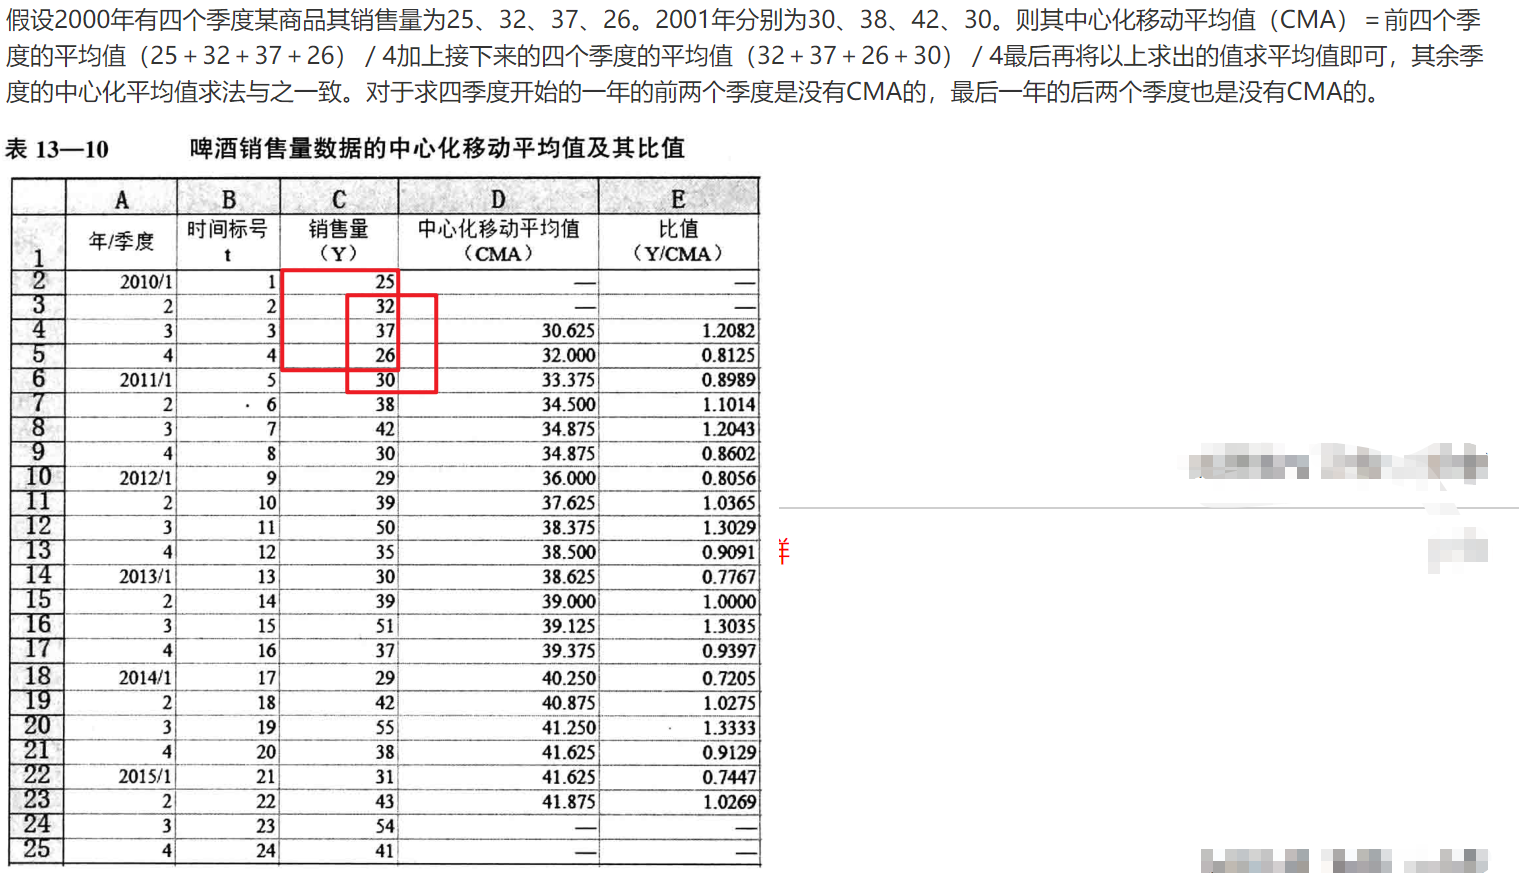 假设2000年有四个季度某商品其销售量为25、32、37、26。2001年分别为30、38、42、30。则其中心化移动平均值（CMA）＝前四个季
度的平均值（25＋32＋37＋26）／4加上接下来的四个季度的平均值（32＋37＋26＋30）／4最后再将以上求出的值求平均值即可，其余季
度的中心化平均值求法与之一致。对于求四季度开始的一年的前两个季度是没有CMA的，最后一年的后两个季度也是没有CMA的。
表 13—10 啤酒销售量数据的中心化移动平均值及其比值
A B C D E
1 年/季度 时间标号 t 销售量（Y） 中心化移动平均值（CMA） 比值（Y/CMA）
2 2010/1 1 25 — —
3 2 2 32 — —
4 3 3 37 30.625 1.2082
5 4 4 26 32.000 0.8125
6 2011/1 5 30 33.375 0.8989
7 2 6 38 34.500 1.1014
8 3 7 42 34.875 1.2043
9 4 8 30 34.875 0.8602
10 2012/1 9 29 36.000 0.8056
11 2 10 39 37.625 1.0365
12 3 11 50 38.375 1.3029
13 4 12 35 38.500 0.9091
14 2013/1 13 30 38.625 0.7767
15 2 14 39 39.000 1.0000
16 3 15 51 39.125 1.3035
17 4 16 37 39.375 0.9397
18 2014/1 17 29 40.250 0.7205
19 2 18 42 40.875 1.0275
20 3 19 55 41.250 1.3333
21 4 20 38 41.625 0.9129
22 2015/1 21 31 41.625 0.7447
23 2 22 43 41.875 1.0269
24 3 23 54 — —
25 4 24 41 — —